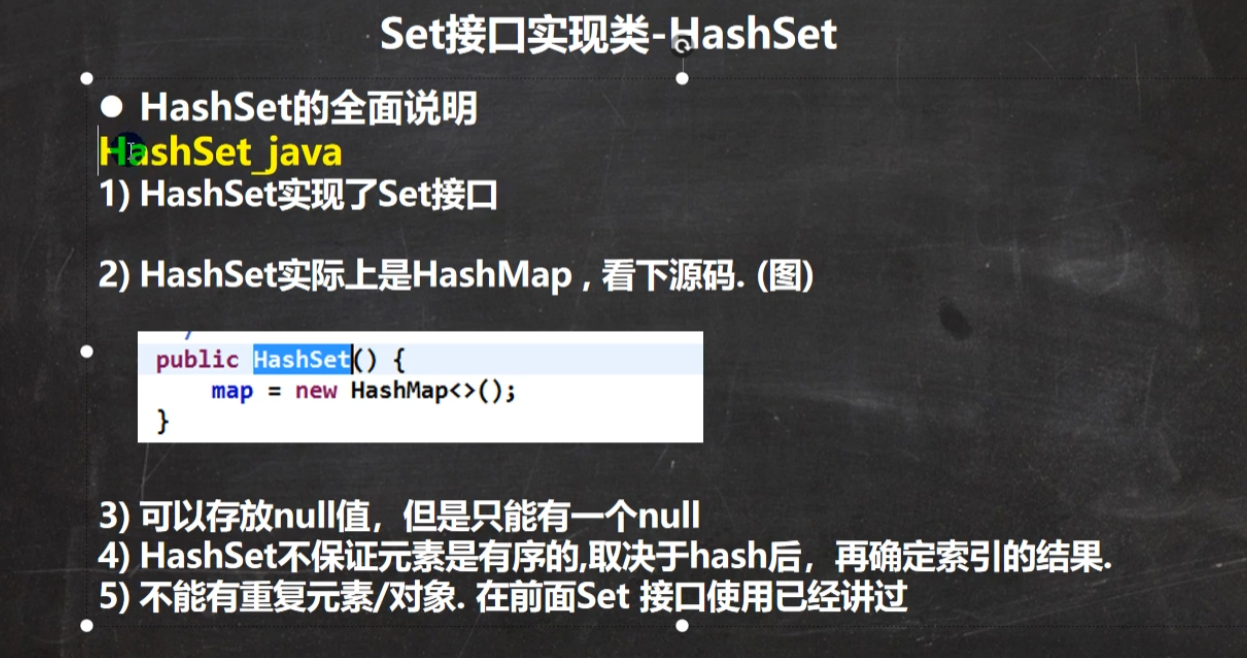 Set接口实现类-HashSet
● HashSet的全面说明
HashSet_java
1) HashSet实现了Set接口
2) HashSet实际上是HashMap，看下源码. (图)
public HashSet() {
map = new HashMap<>();
}
3) 可以存放null值，但是只能有一个null
4) HashSet不保证元素是有序的,取决于hash后，再确定索引的结果.
5) 不能有重复元素/对象. 在前面Set 接口使用已经讲过